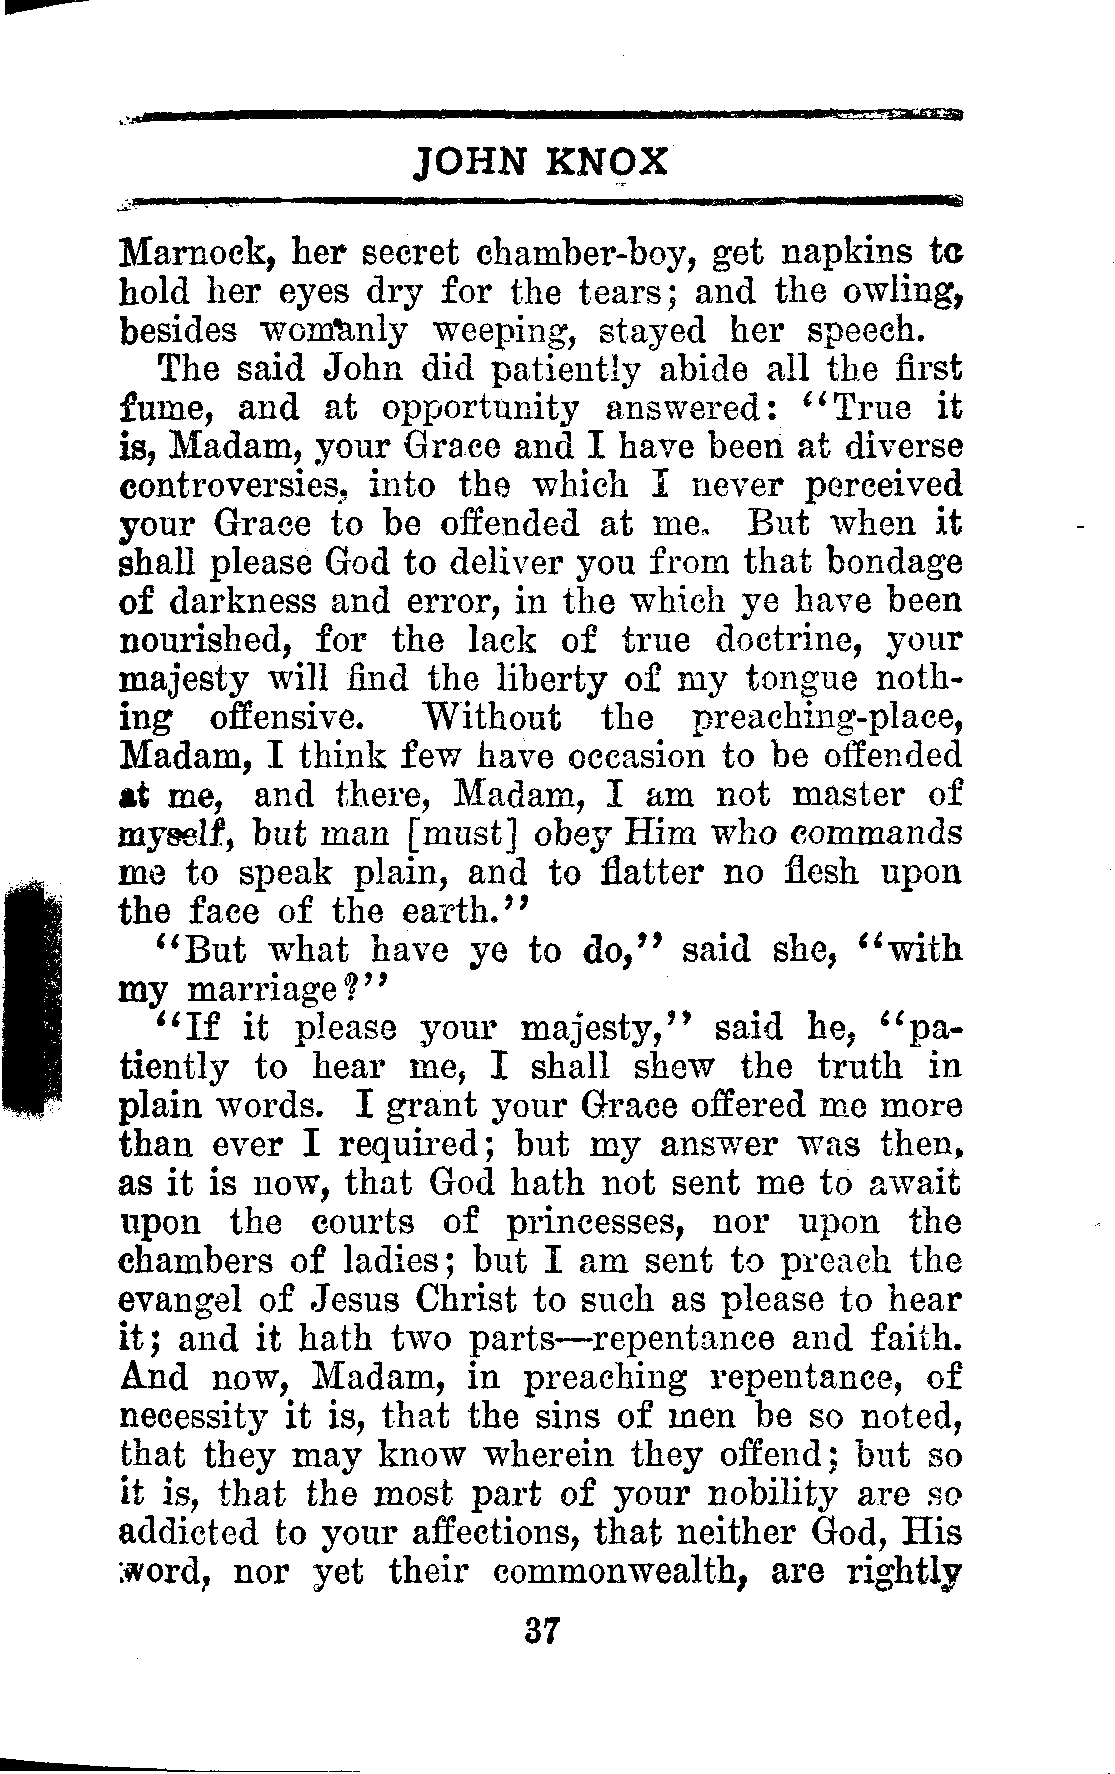 JOHN KNOX
Marnock, her secret chamber-boy, get napkins to
hold her eyes dry for the tears; and the owling,
besides womanly weeping, stayed her speech.
The said John did patiently abide all the first
fume, and at opportunity answered: "True it
is, Madam, your Grace and I have been at diverse
controversies, into the which I never perceived
your Grace to be offended at me. But when it
shall please God to deliver you from that bondage
of darkness and error, in the which ye have been
nourished, for the lack of true doctrine, your
majesty will find the liberty of my tongue noth-
ing offensive. Without the preaching-place,
Madam, I think few have occasion to be offended
at me, and there, Madam, I am not master of
myself, but man [must] obey Him who commands
me to speak plain, and to flatter no flesh upon
the face of the earth."
"But what have ye to do," said she, "with
my marriage?"
"If it please your majesty," said he, "pa-
tiently to hear me, I shall shew the truth in
plain words. I grant your Grace offered me more
than ever I required; but my answer was then,
as it is now, that God hath not sent me to await
upon the courts of princesses, nor upon the
chambers of ladies; but I am sent to preach the
evangel of Jesus Christ to such as please to hear
it; and it hath two parts—repentance and faith.
And now, Madam, in preaching repentance, of
necessity it is, that the sins of men be so noted,
that they may know wherein they offend; but so
it is, that the most part of your nobility are so
addicted to your affections, that neither God, His
word, nor yet their commonwealth, are rightly
37